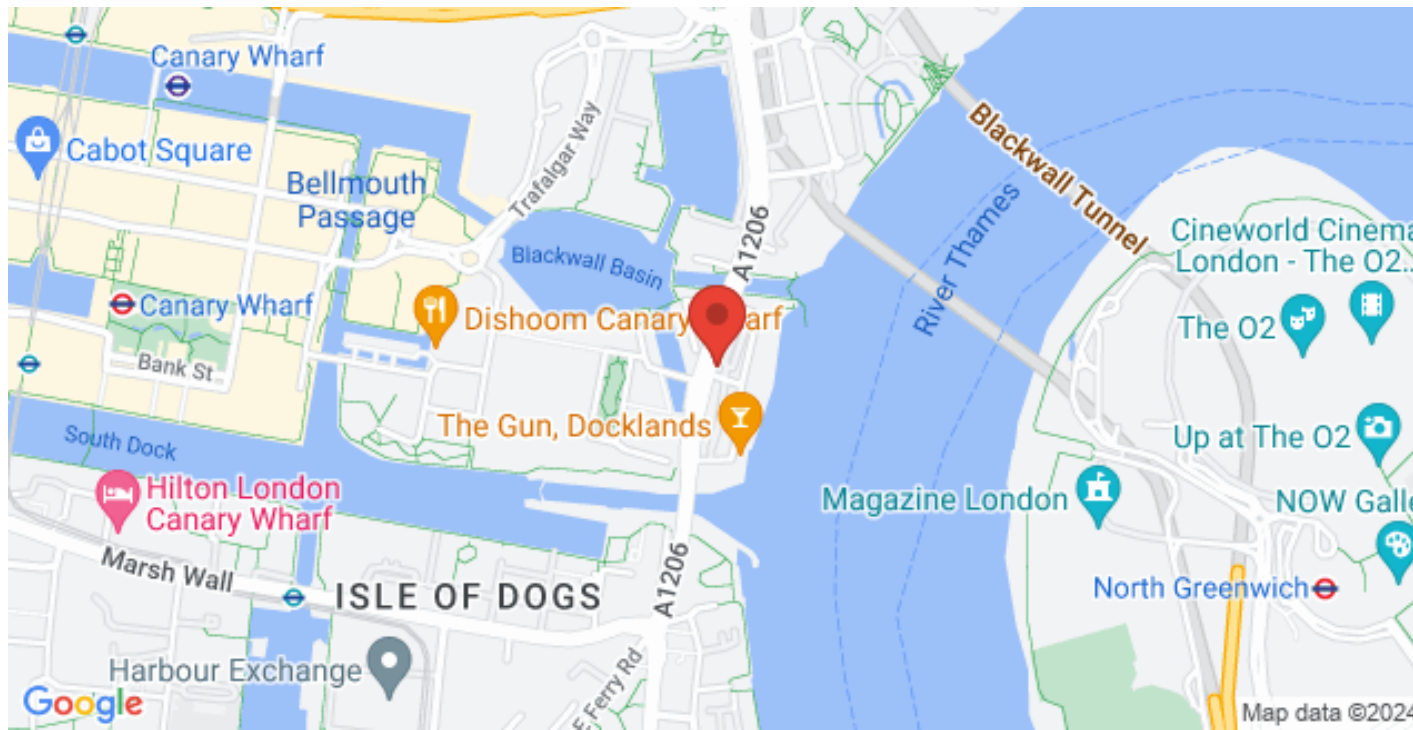 Canary Wharf
Cabot Square
Bellmouth
Passage
Trafalgar Way
Blackwall Basin
A1206
Blackwall Tunnel
River Thames
Cineworld Cinema
London - The O2...
Canary Wharf
Dishoom Canary Wharf
The O2
Bank St
The Gun, Docklands
South Dock
Up at The O2
Hilton London
Canary Wharf
Magazine London
NOW Galle
Marsh Wall
ISLE OF DOGS
A1206
North Greenwich
Harbour Exchange
E Ferry Rd
Google
Map data ©2024